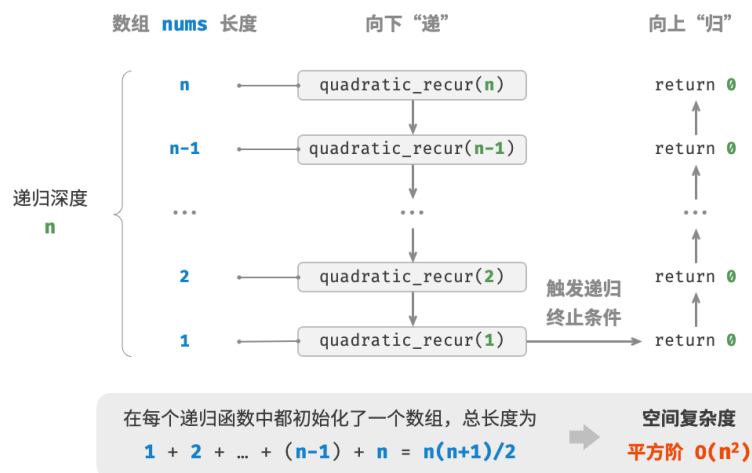 数组 nums 长度 向下“递” 向上“归”
n quadratic_recur(n) return 0
n-1 quadratic_recur(n-1) return 0
递归深度
n
... ... ...
2 quadratic_recur(2) return 0
触发递归
终止条件
1 quadratic_recur(1) return 0
在每个递归函数中都初始化了一个数组，总长度为
1 + 2 + … + (n-1) + n = n(n+1)/2
空间复杂度
平方阶 O(n²)